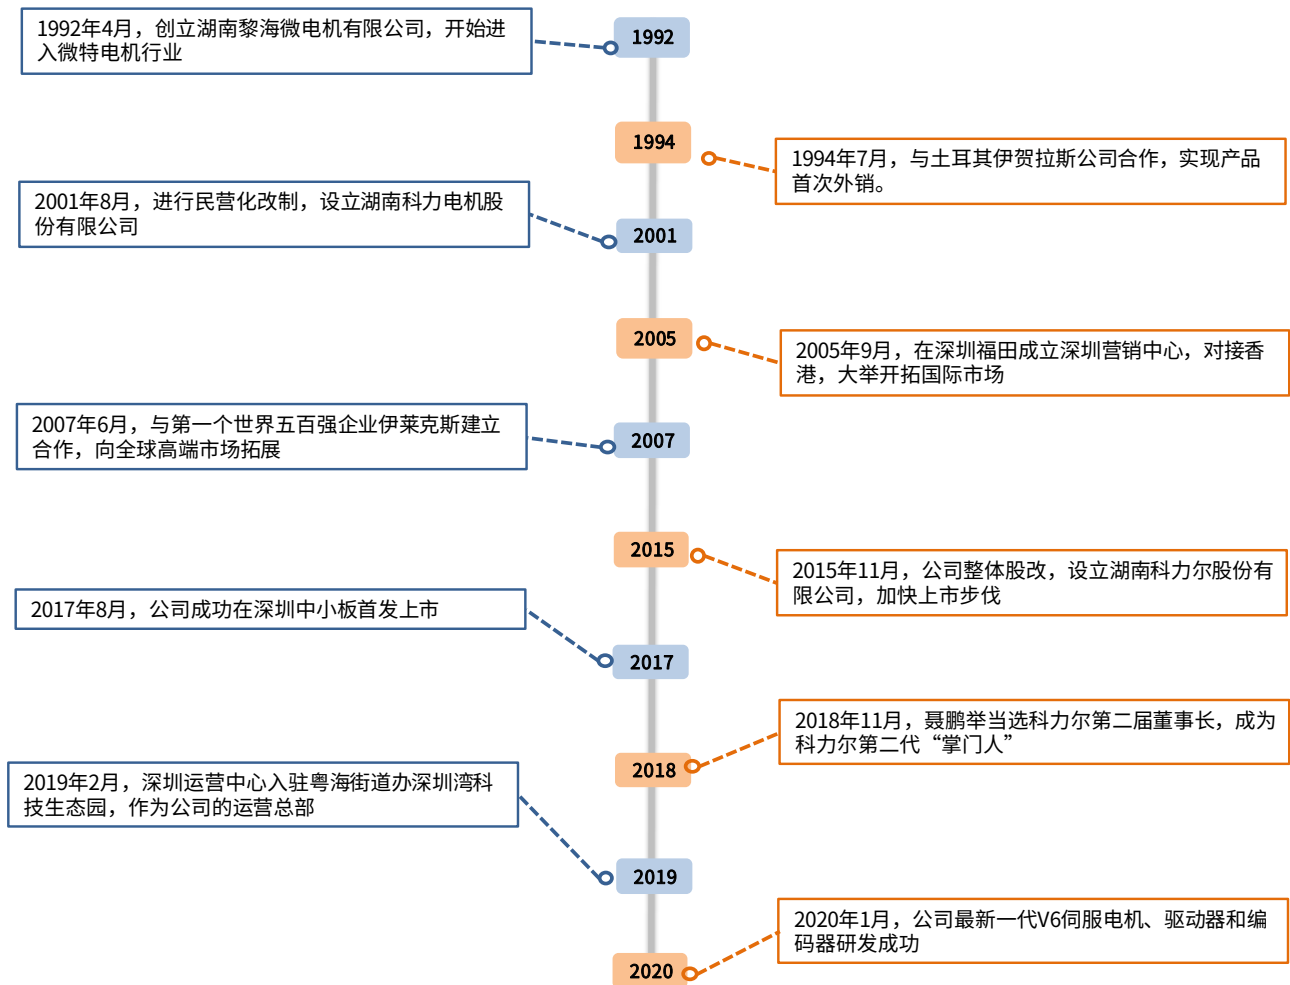 1992年4月，创立湖南黎海微电机有限公司，开始进
入微特电机行业
1992
1994
1994年7月，与土耳其伊贺拉斯公司合作，实现产品
首次外销。
2001年8月，进行民营化改制，设立湖南科力电机股
份有限公司
2001
2005
2005年9月，在深圳福田成立深圳营销中心，对接香
港，大举开拓国际市场
2007年6月，与第一个世界五百强企业伊莱克斯建立
合作，向全球高端市场拓展
2007
2015
2015年11月，公司整体股改，设立湖南科力尔股份有
限公司，加快上市步伐
2017年8月，公司成功在深圳中小板首发上市
2017
2018年11月，聂鹏举当选科力尔第二届董事长，成为
科力尔第二代“掌门人”
2018
2019年2月，深圳运营中心入驻粤海街道办深圳湾科
技生态园，作为公司的运营总部
2019
2020年1月，公司最新一代V6伺服电机、驱动器和编
码器研发成功
2020